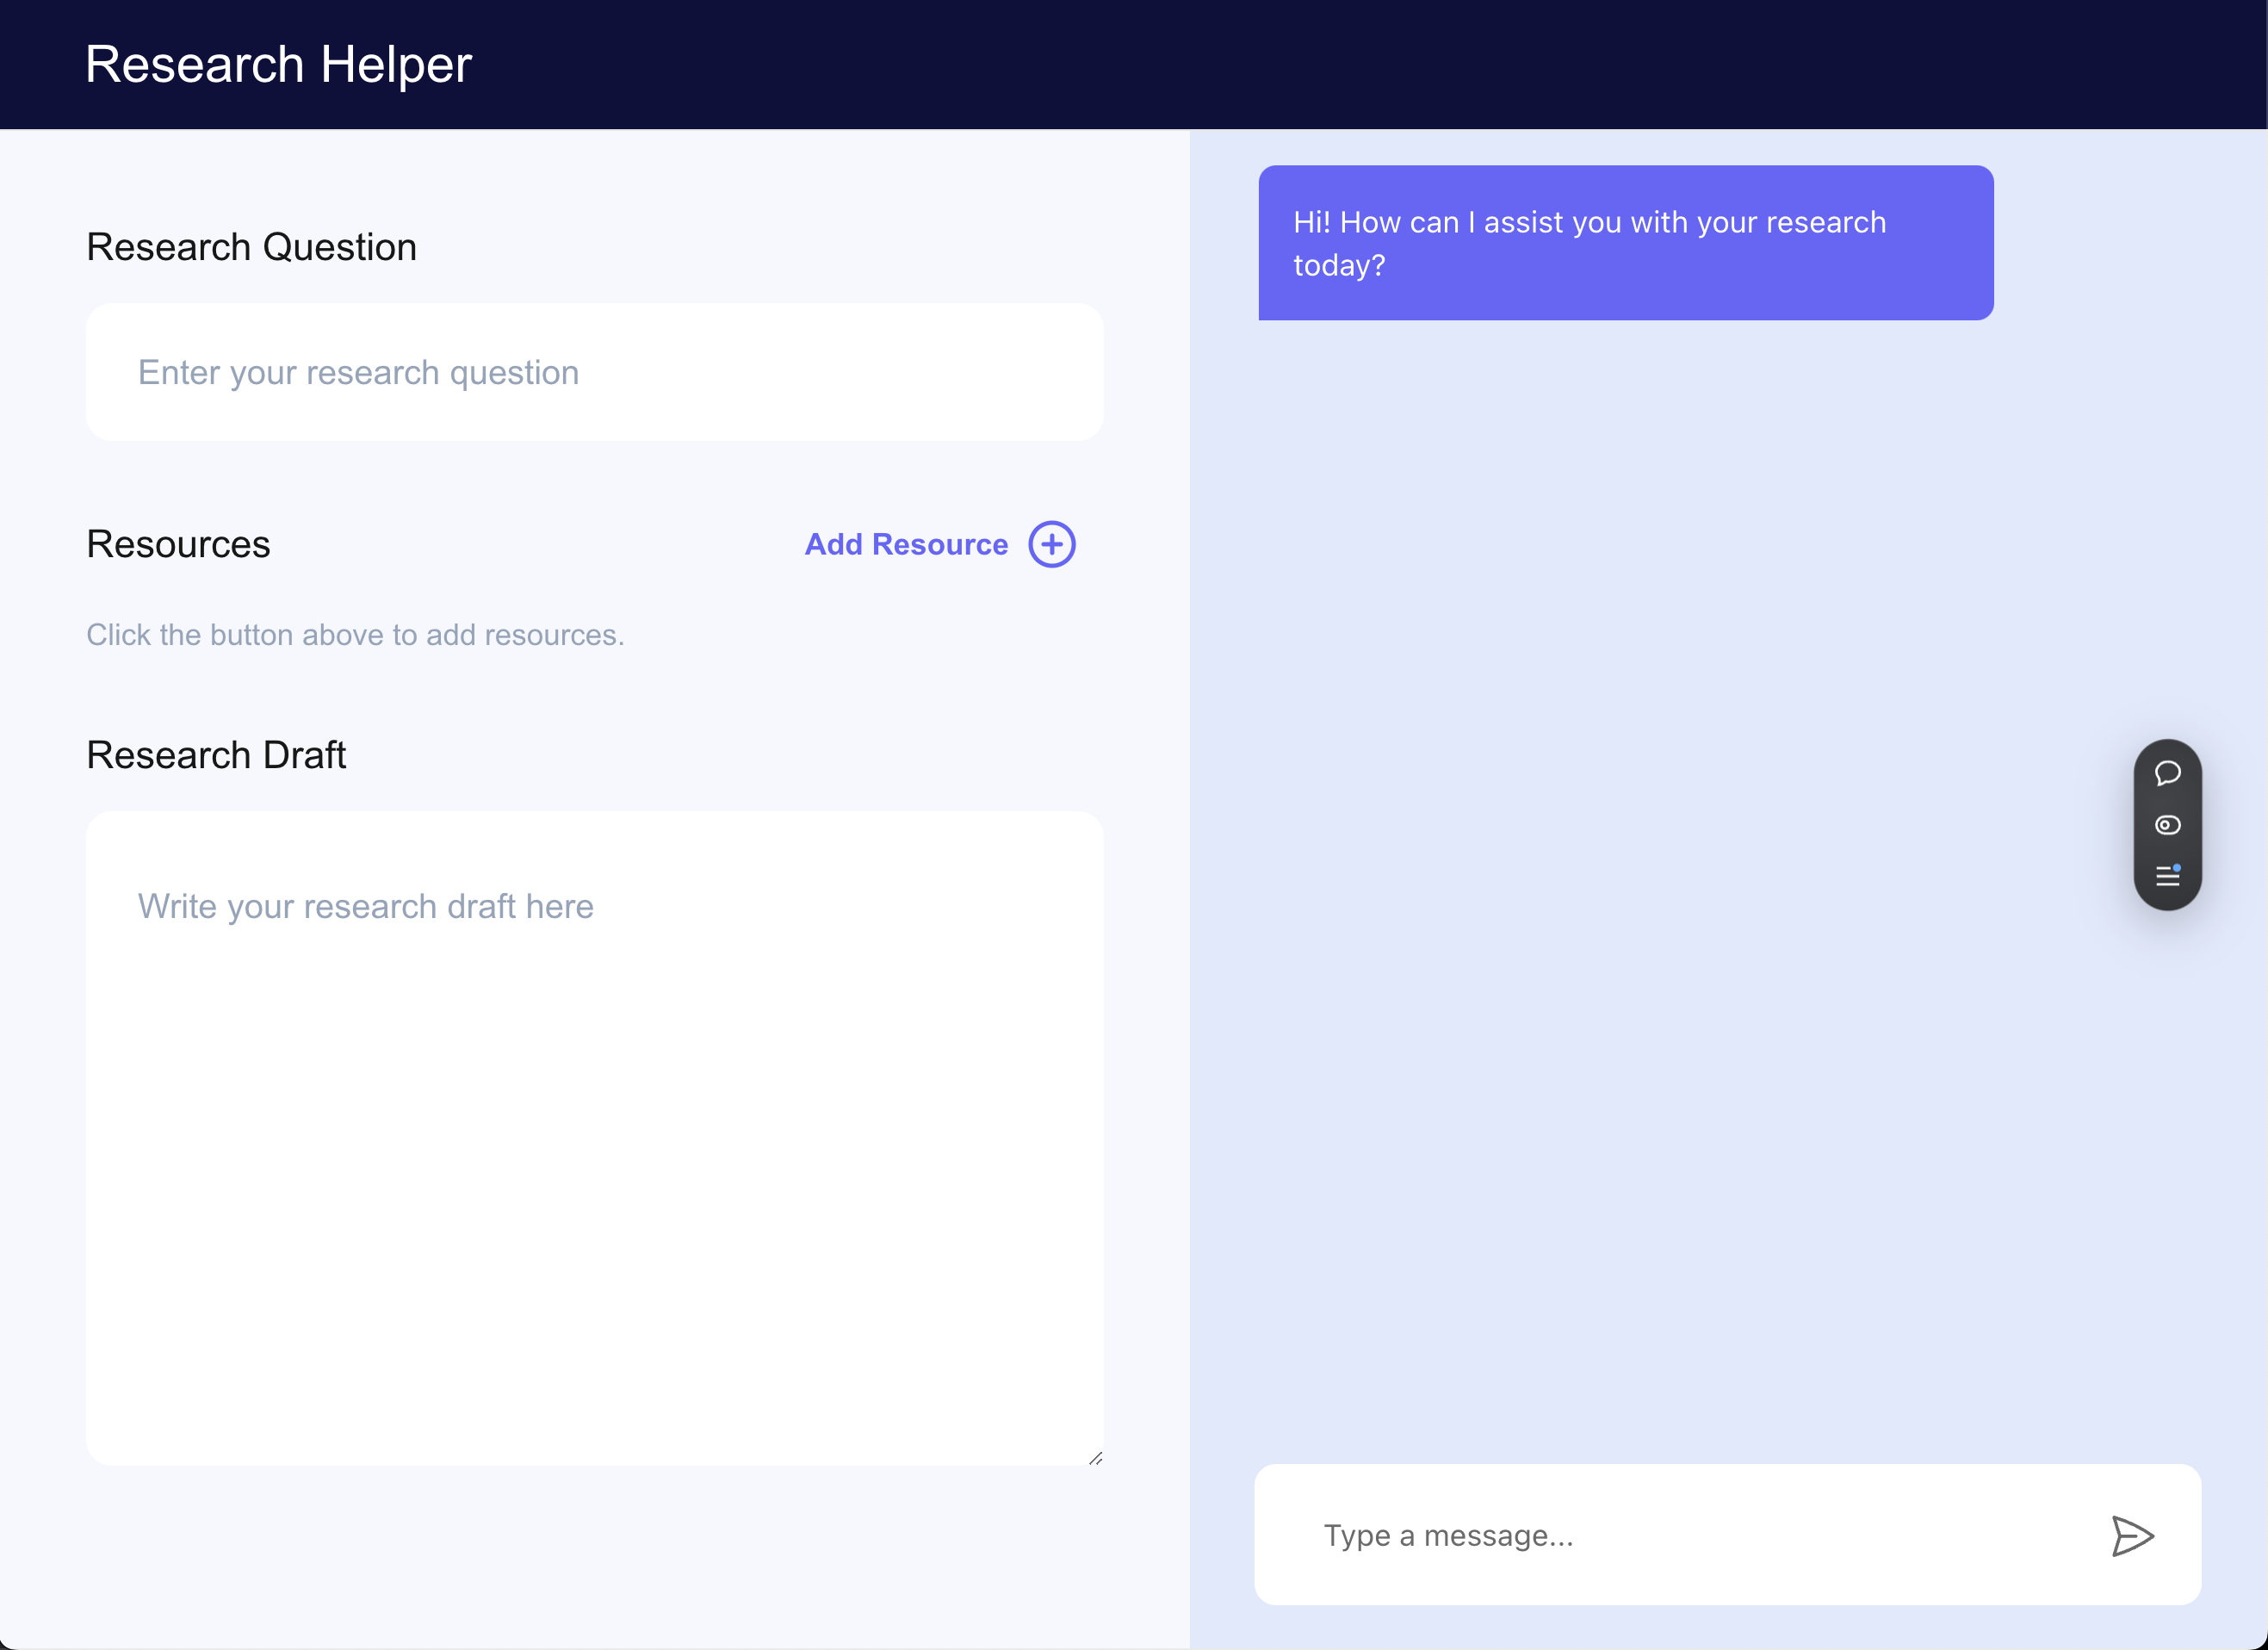 Research Helper
Research Question
Enter your research question
Resources
Add Resource
Click the button above to add resources.
Research Draft
Write your research draft here
Hi! How can I assist you with your research
today?
Type a message...